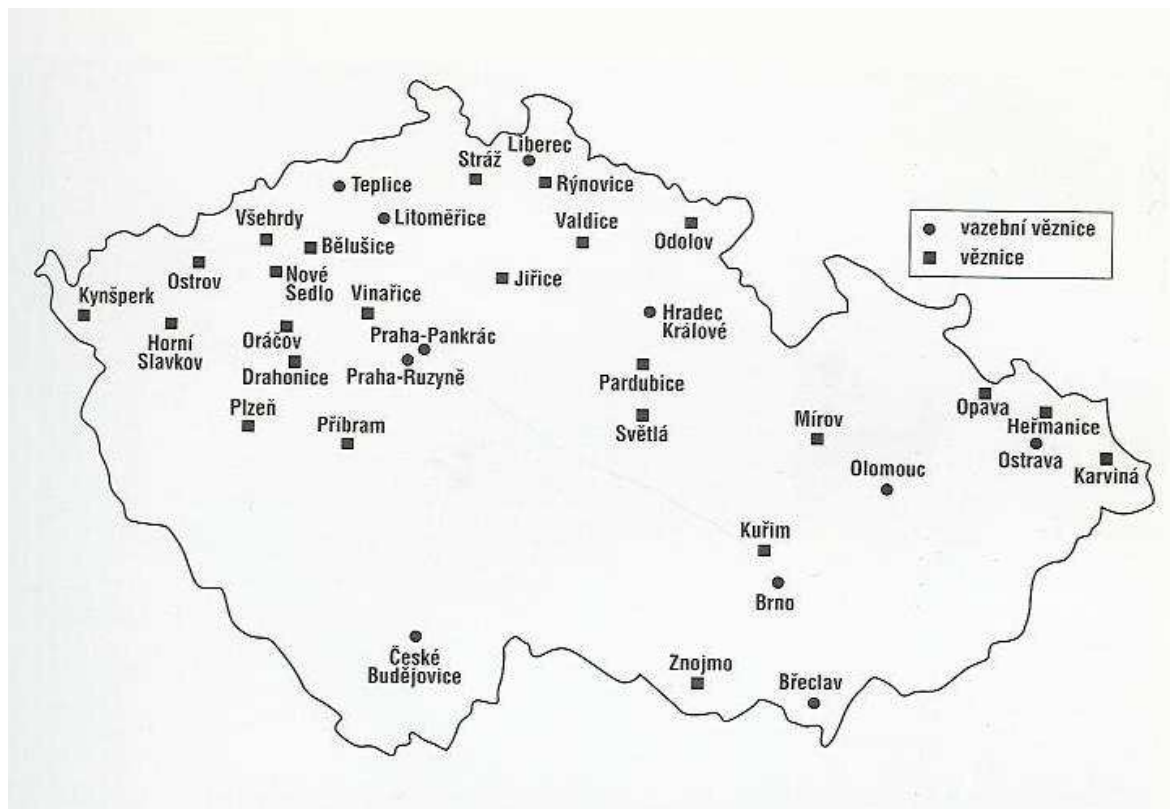 Liberec
Stráž
Teplice
Rýnovice
Litoměřice
Všehrdy
Valdice
Odolov
Bělušice
vazební věznice
věznice
Ostrov
Nové
Sedlo
Jiřice
Kynšperk
Vinařice
Hradec
Králové
Horní
Slavkov
Oráčov
Praha-Pankrác
Drahonice
Praha-Ruzyně
Pardubice
Plzeň
Příbram
Světlá
Mírov
Opava
Heřmanice
Ostrava
Karviná
Olomouc
Kuřim
Brno
České
Budějovice
Znojmo
Břeclav